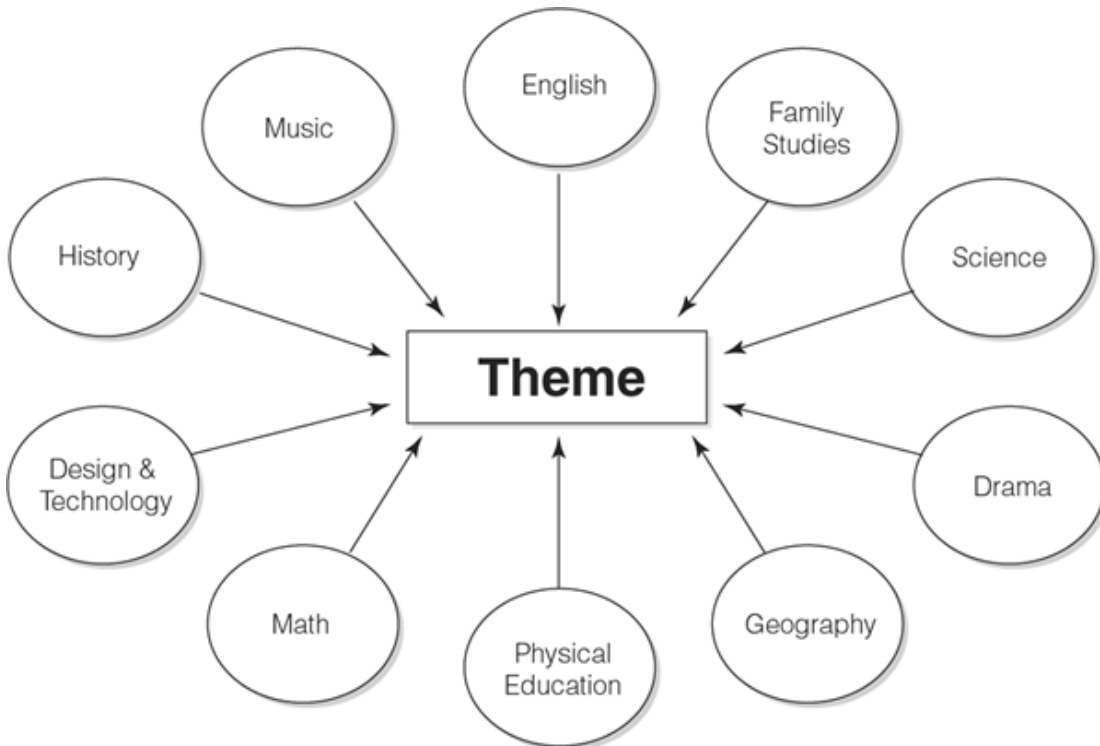 English
Music
Family
Studies
History
Science
Theme
Design &
Technology
Drama
Math
Geography
Physical
Education